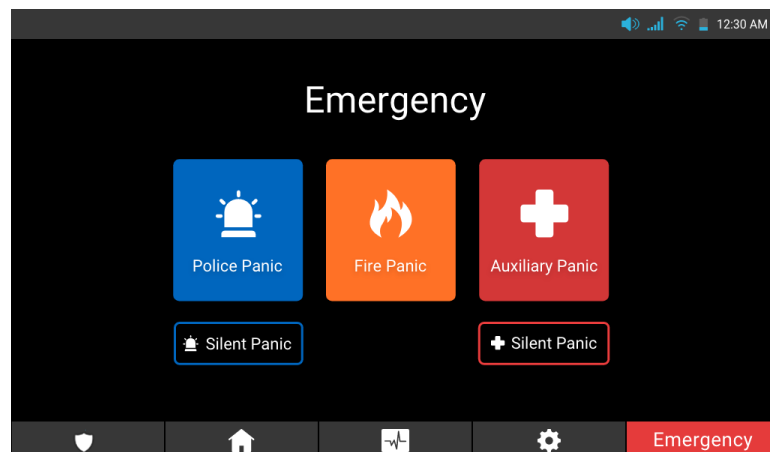 12:30 AM
Emergency
Police Panic
Fire Panic
Auxiliary Panic
Silent Panic
Silent Panic
Emergency